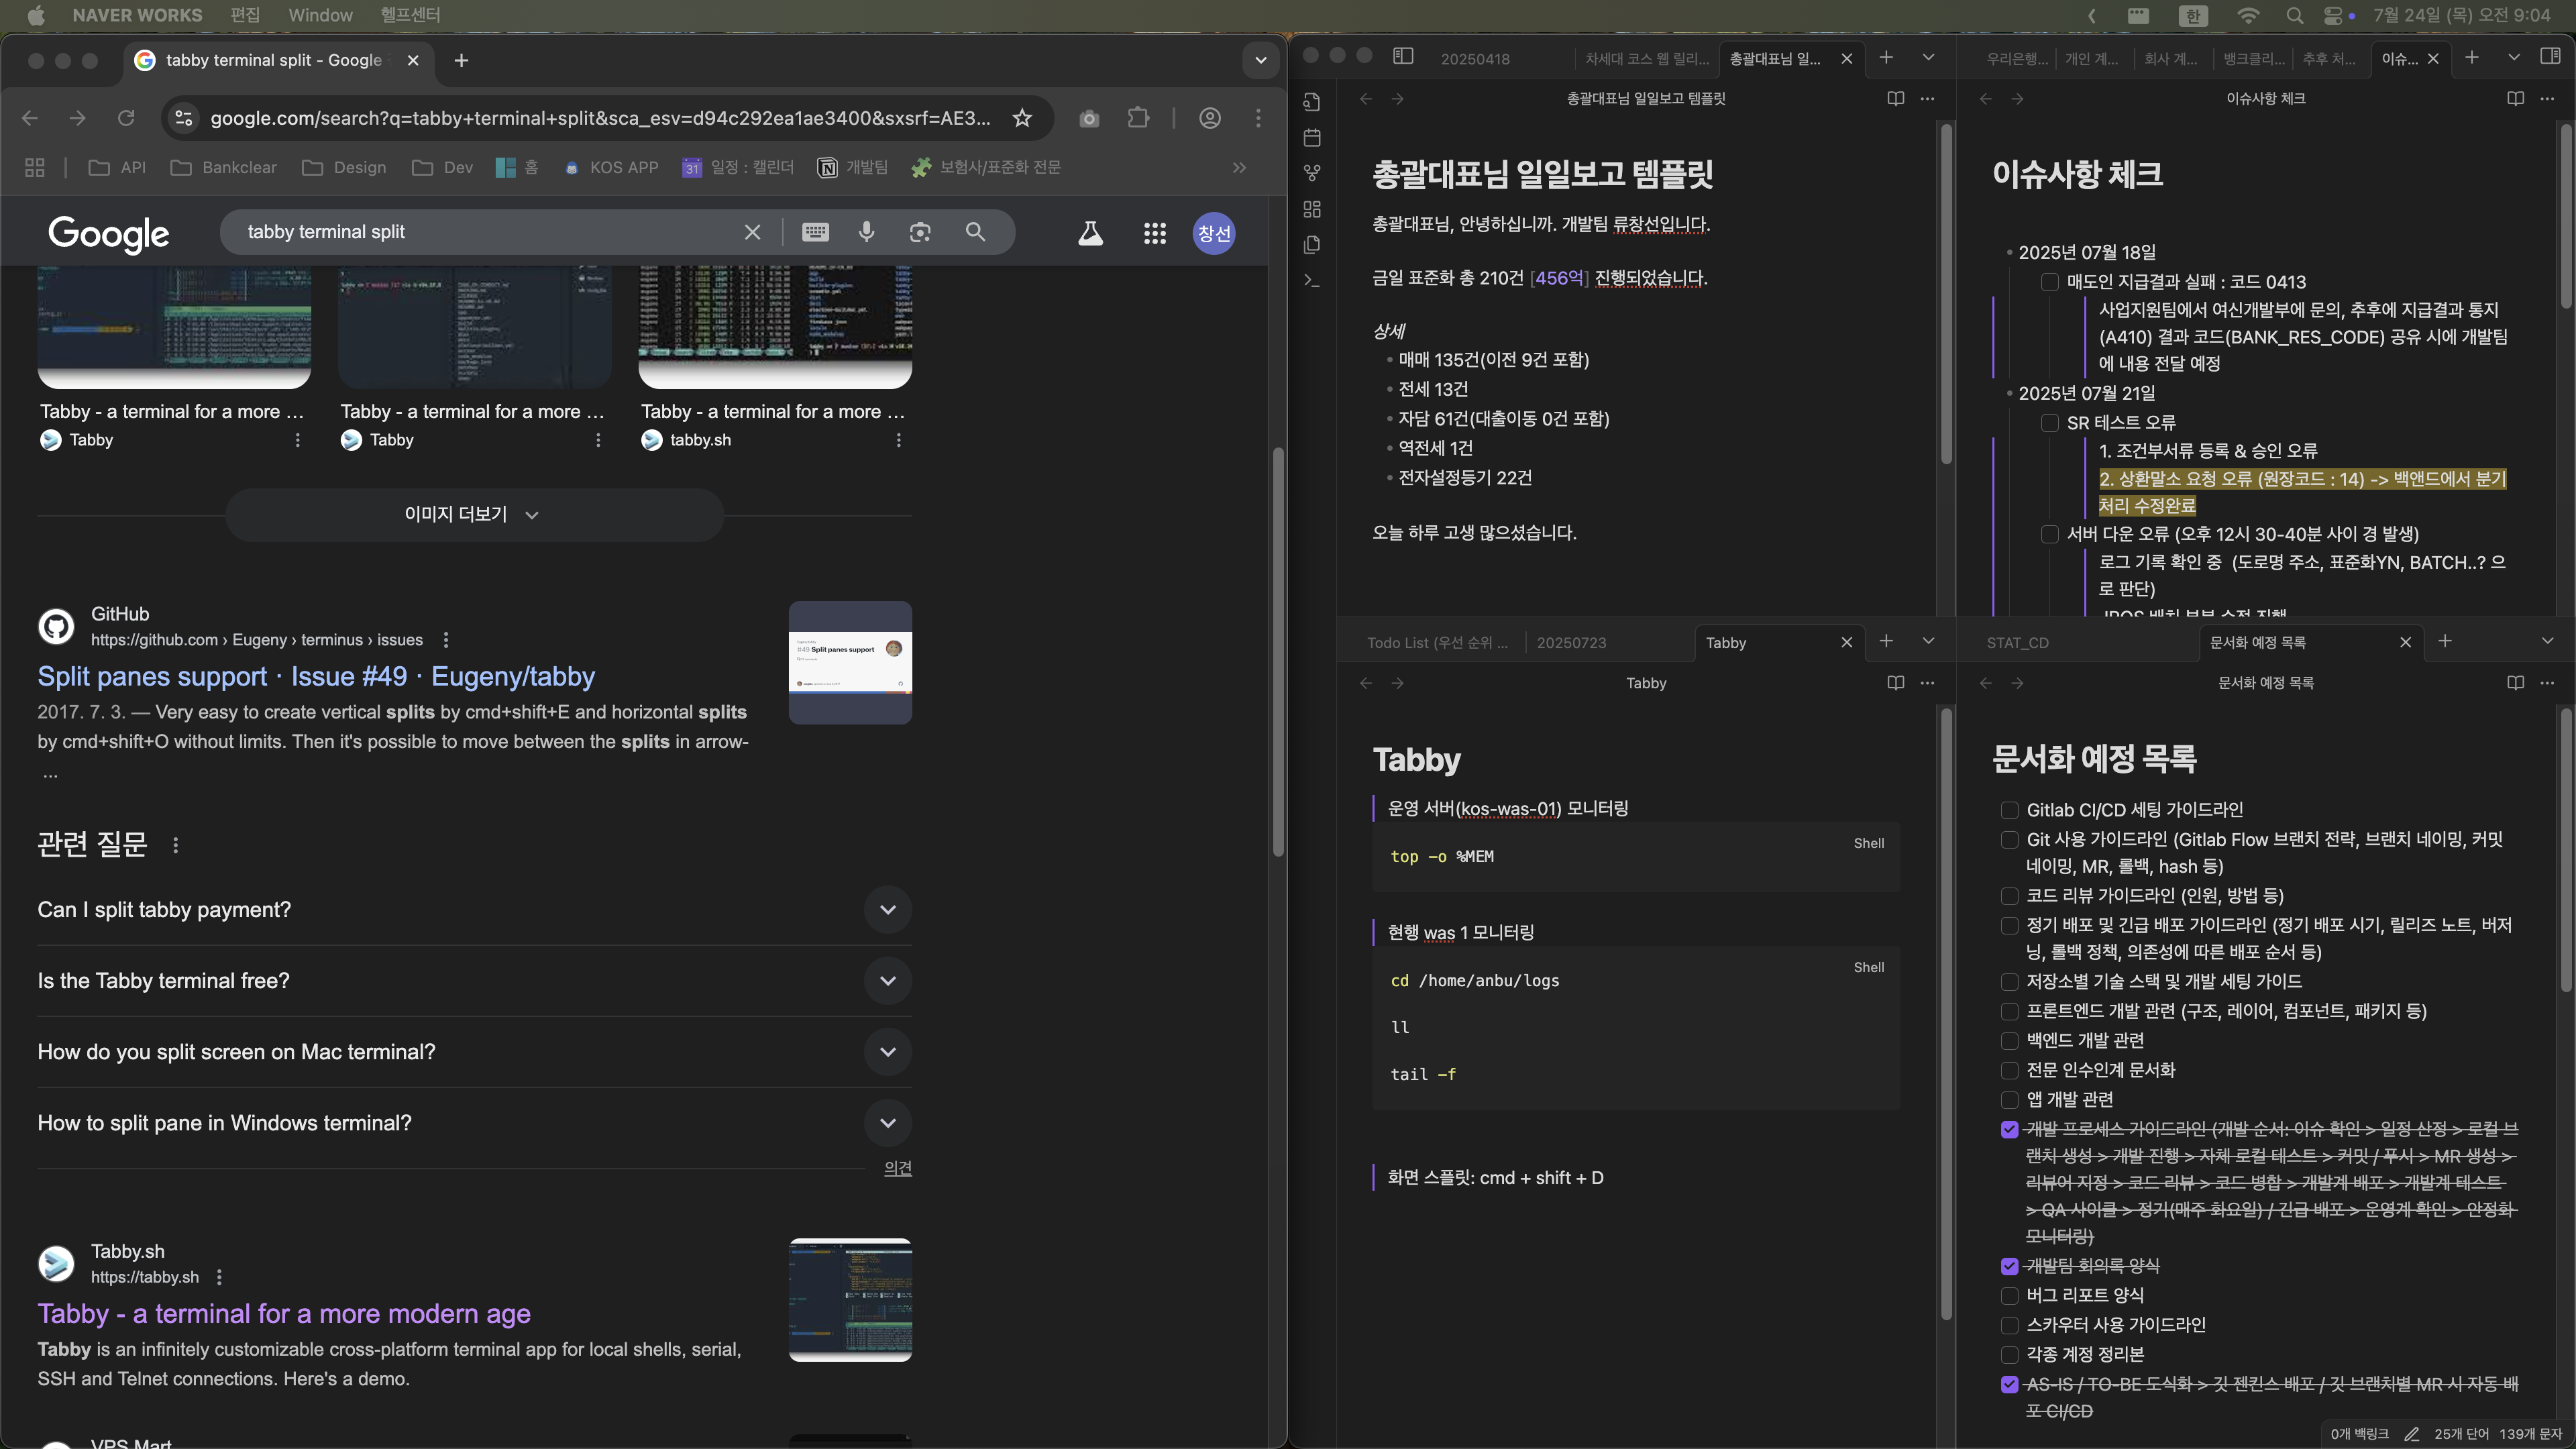 NAVER WORKS 편집 Window 헬프센터
한 7월 24일 (목) 오전 9:04
tabby terminal split - Google
google.com/search?q=tabby+terminal+split&sca_esv=d94c292ea1ae3400&sxsrf=AE3...
API Bankclear Design Dev 홈 KOS APP 31 일정 : 캘린더 개발팀 보험사/표준화 전문
Google tabby terminal split 창선
Tabby - a terminal for a more ... Tabby - a terminal for a more ... Tabby - a terminal for a more ...
Tabby Tabby tabby.sh
이미지 더보기
GitHub
https://github.com › Eugeny › terminus › issues
Split panes support · Issue #49 · Eugeny/tabby
2017. 7. 3. — Very easy to create vertical splits by cmd+shift+E and horizontal splits
by cmd+shift+O without limits. Then it's possible to move between the splits in arrow-
...
#49 Split panes support
관련 질문
Can I split tabby payment?
Is the Tabby terminal free?
How do you split screen on Mac terminal?
How to split pane in Windows terminal?
의견
Tabby.sh
https://tabby.sh
Tabby - a terminal for a more modern age
Tabby is an infinitely customizable cross-platform terminal app for local shells, serial,
SSH and Telnet connections. Here's a demo.
VPS Mart
20250418 차세대 코스 웹 릴리... 총괄대표님 일...
총괄대표님 일일보고 템플릿
총괄대표님 일일보고 템플릿
총괄대표님, 안녕하십니까. 개발팀 류창선입니다.
금일 표준화 총 210건 [456억] 진행되었습니다.
상세
매매 135건(이전 9건 포함)
전세 13건
자담 61건(대출이동 0건 포함)
역전세 1건
전자설정등기 22건
오늘 하루 고생 많으셨습니다.
우리은행... 개인 계... 회사 계... 뱅크클리... 추후 처... 이슈...
이슈사항 체크
이슈사항 체크
2025년 07월 18일
매도인 지급결과 실패 : 코드 0413
사업지원팀에서 여신개발부에 문의, 추후에 지급결과 통지
(A410) 결과 코드(BANK_RES_CODE) 공유 시에 개발팀
에 내용 전달 예정
2025년 07월 21일
SR 테스트 오류
1. 조건부서류 등록 & 승인 오류
2. 상환말소 요청 오류 (원장코드 : 14) -> 백앤드에서 분기
처리 수정완료
서버 다운 오류 (오후 12시 30-40분 사이 경 발생)
로그 기록 확인 중 (도로명 주소, 표준화YN, BATCH..? 으
로 판단)
IROS 배치 부분 수정 진행
Todo List (우선 순위 ... 20250723 Tabby
Tabby
Tabby
운영 서버(kos-was-01) 모니터링
Shell
top -o %MEM
현행 was 1 모니터링
Shell
cd /home/anbu/logs
ll
tail -f
화면 스플릿: cmd + shift + D
STAT_CD 문서화 예정 목록
문서화 예정 목록
문서화 예정 목록
Gitlab CI/CD 세팅 가이드라인
Git 사용 가이드라인 (Gitlab Flow 브랜치 전략, 브랜치 네이밍, 커밋
네이밍, MR, 롤백, hash 등)
코드 리뷰 가이드라인 (인원, 방법 등)
정기 배포 및 긴급 배포 가이드라인 (정기 배포 시기, 릴리즈 노트, 버저
닝, 롤백 정책, 의존성에 따른 배포 순서 등)
저장소별 기술 스택 및 개발 세팅 가이드
프론트엔드 개발 관련 (구조, 레이어, 컴포넌트, 패키지 등)
백엔드 개발 관련
전문 인수인계 문서화
앱 개발 관련
개발 프로세스 가이드라인 (개발 순서: 이슈 확인 > 일정 산정 > 로컬 브
랜치 생성 > 개발 진행 > 자체 로컬 테스트 > 커밋 / 푸시 > MR 생성 >
리뷰어 지정 > 코드 리뷰 > 코드 병합 > 개발계 배포 > 개발계 테스트
> QA 사이클 > 정기(매주 화요일) / 긴급 배포 > 운영계 확인 > 안정화
모니터링)
개발팀 회의록 양식
버그 리포트 양식
스카우터 사용 가이드라인
각종 계정 정리본
AS-IS / TO-BE 도식화 > 깃 젠킨스 배포 / 깃 브랜치별 MR 시 자동 배
포 CI/CD
0개 백링크 25개 단어 139개 문자